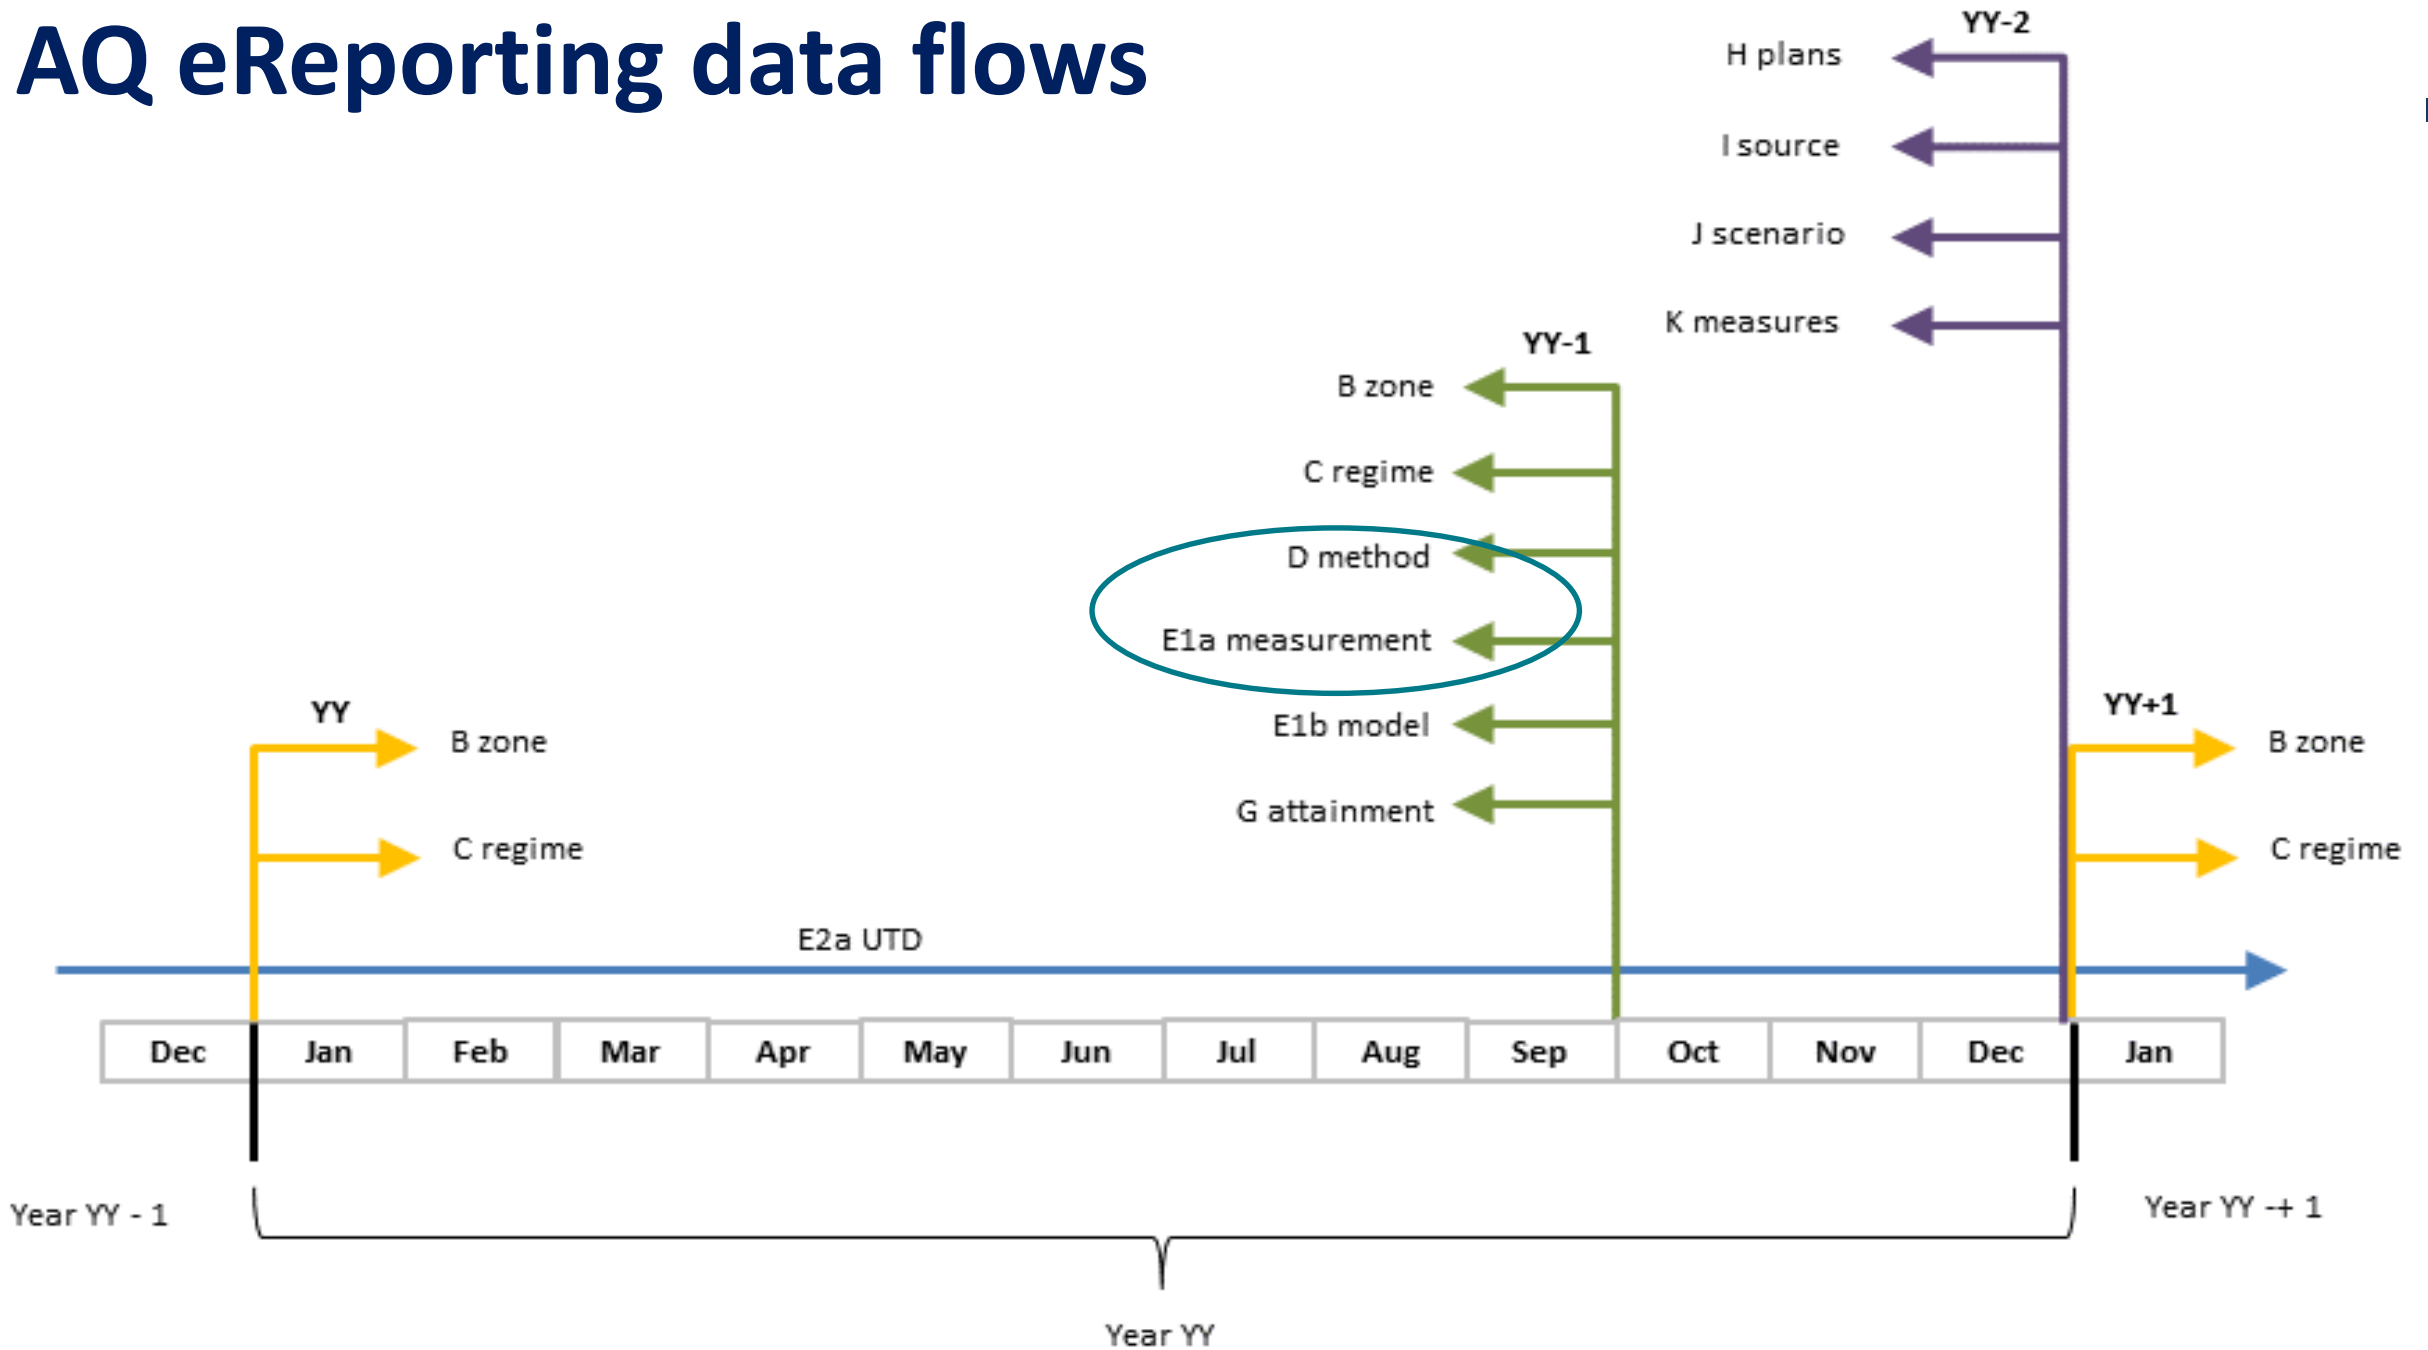 AQ eReporting data flows
YY-2
H plans
I source
J scenario
K measures
YY-1
B zone
C regime
D method
E1a measurement
E1b model
G attainment
YY
B zone
C regime
YY+1
B zone
C regime
E2a UTD
Dec Jan Feb Mar Apr May Jun Jul Aug Sep Oct Nov Dec Jan
Year YY - 1
Year YY -+ 1
Year YY